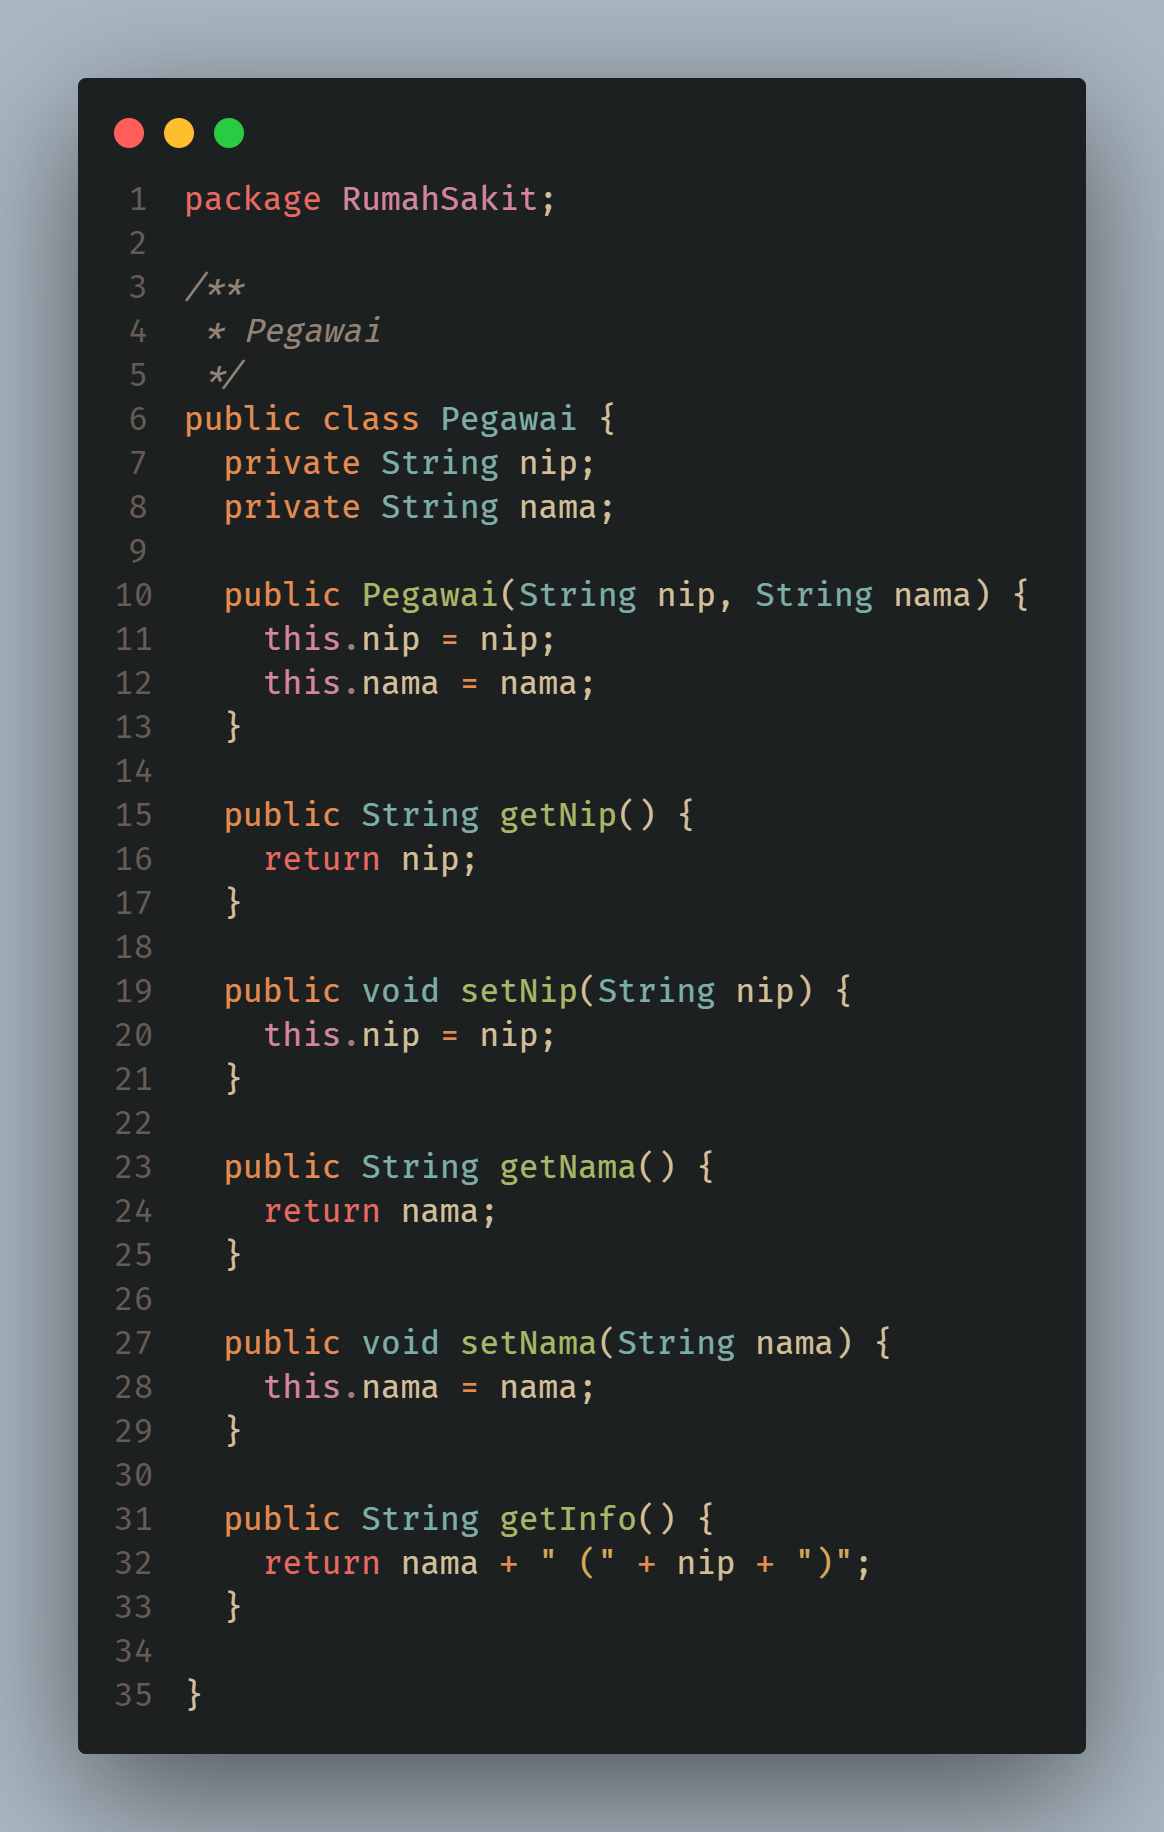 1 package RumahSakit;
2
3 /**
4  * Pegawai
5  */
6 public class Pegawai {
7   private String nip;
8   private String nama;
9
10   public Pegawai(String nip, String nama) {
11     this.nip = nip;
12     this.nama = nama;
13   }
14
15   public String getNip() {
16     return nip;
17   }
18
19   public void setNip(String nip) {
20     this.nip = nip;
21   }
22
23   public String getNama() {
24     return nama;
25   }
26
27   public void setNama(String nama) {
28     this.nama = nama;
29   }
30
31   public String getInfo() {
32     return nama + " (" + nip + ")";
33   }
34
35 }